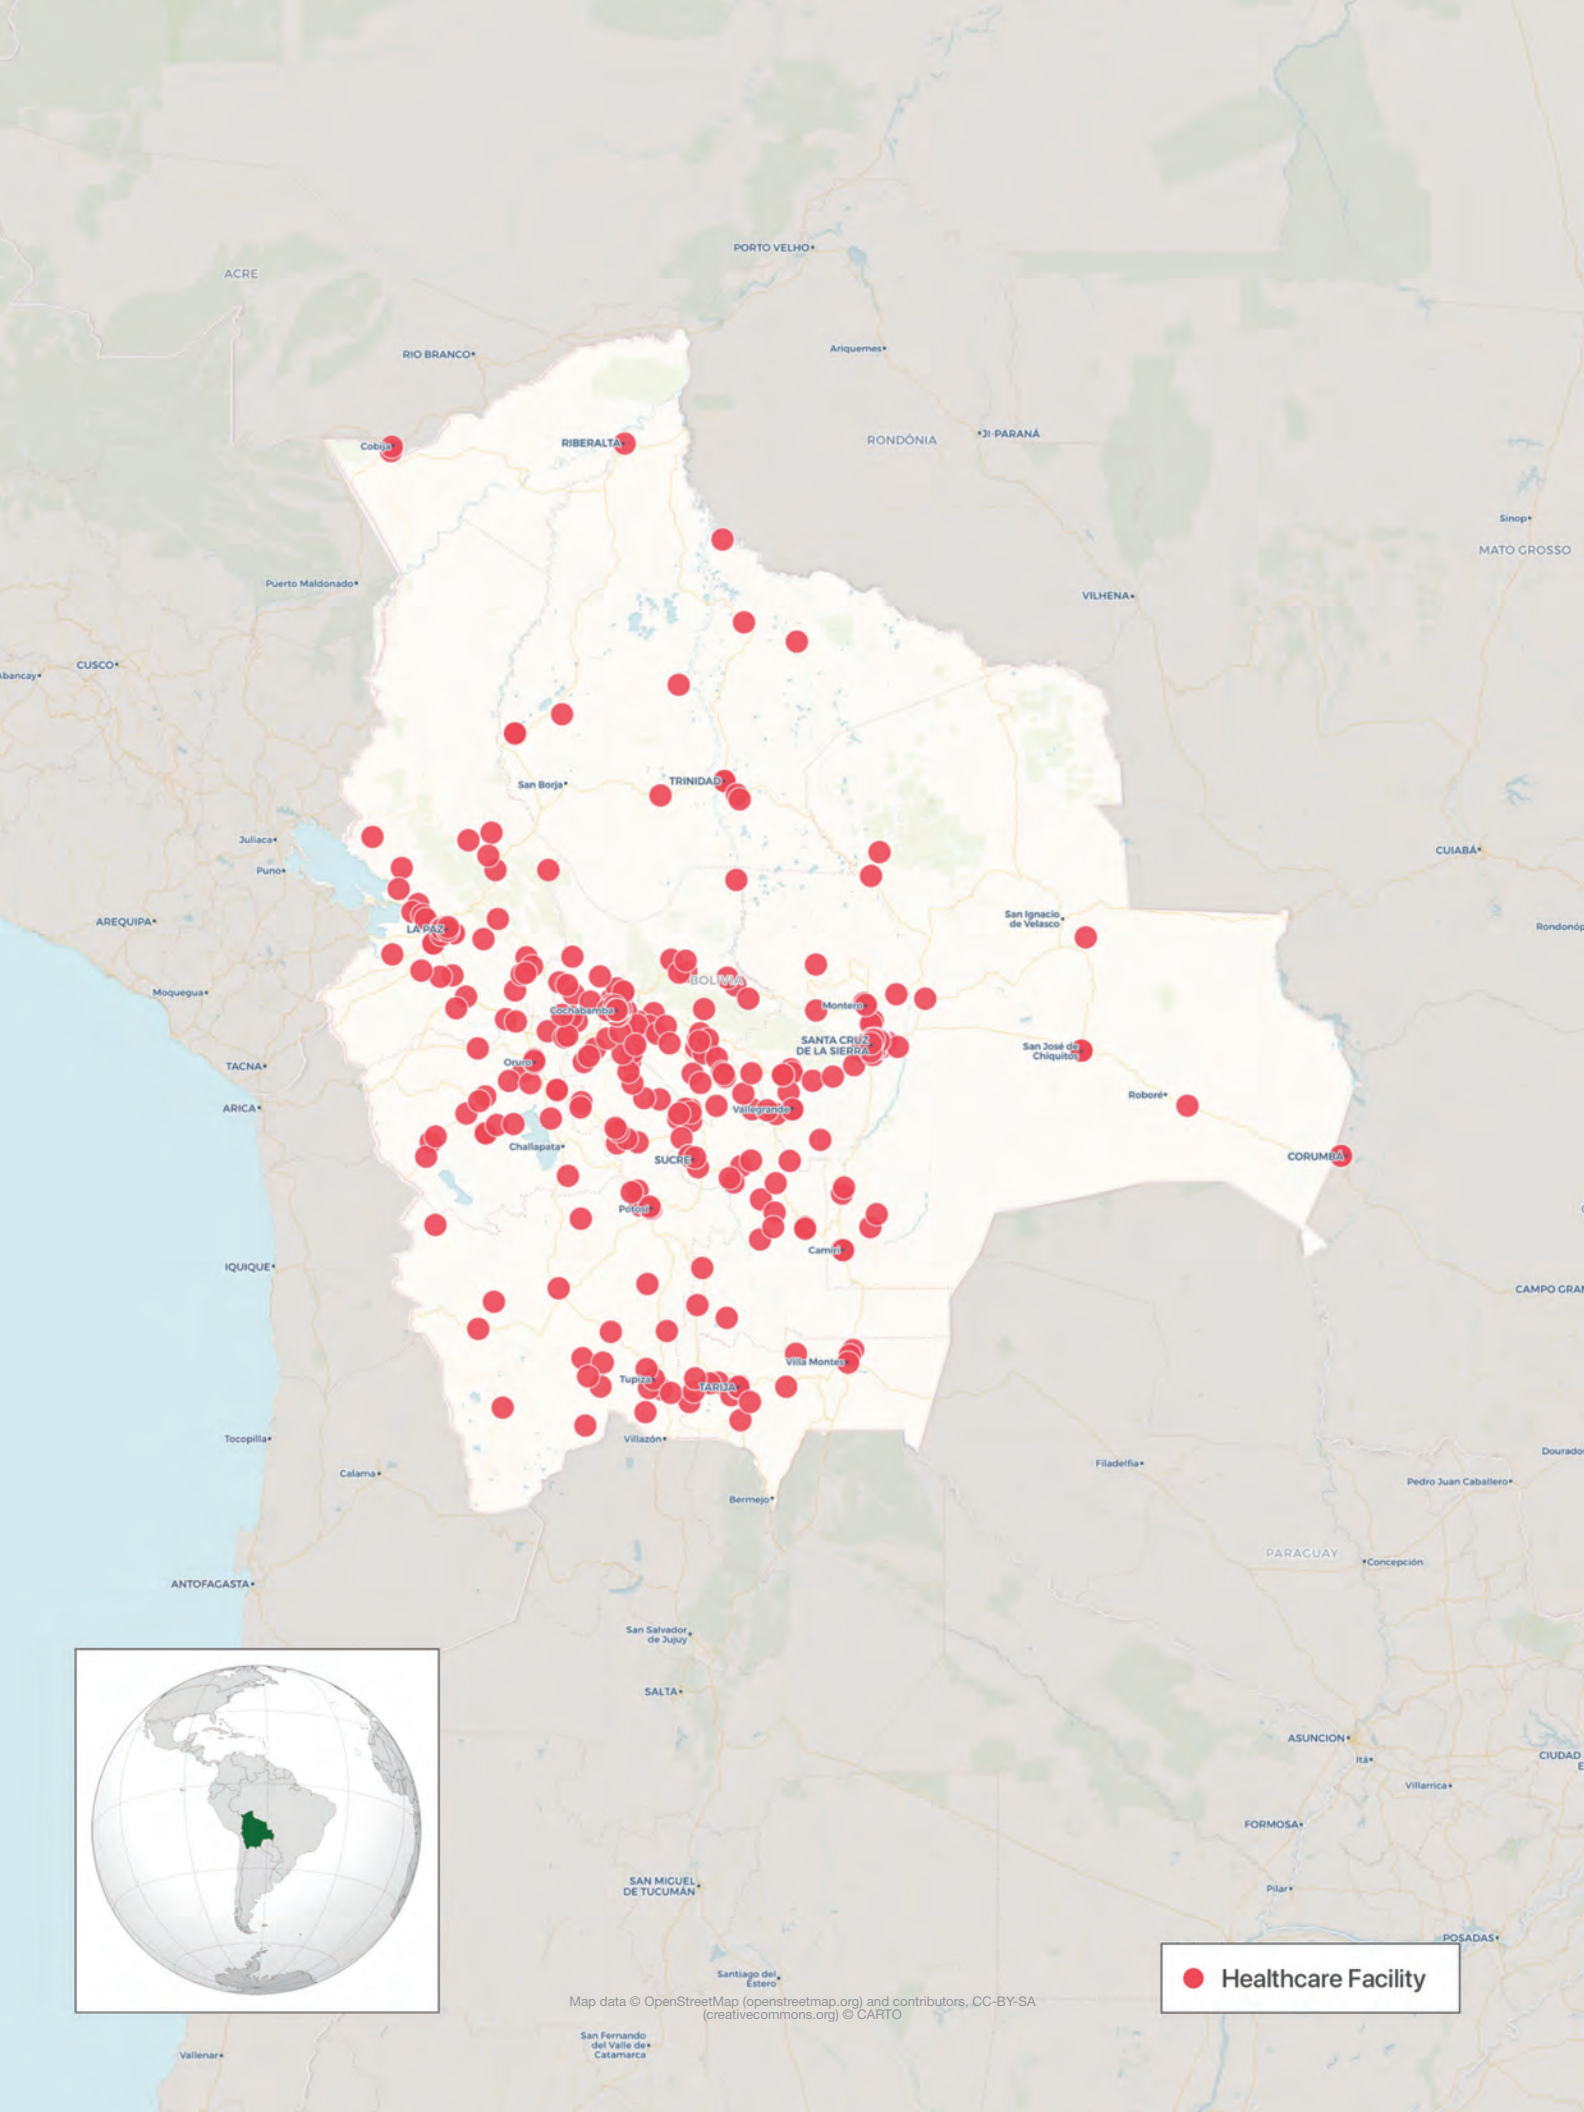 PORTO VELHO
ACRE
RIO BRANCO
Ariquemes
RONDÔNIA
JI-PARANÁ
Cobija
RIBERALTA
Sinop
MATO GROSSO
Puerto Maldonado
VILHENA
CUSCO
Abancay
San Borja
TRINIDAD
Juliaca
Puno
CUIABÁ
AREQUIPA
LA PAZ
San Ignacio
de Velasco
BOLIVIA
Moquegua
Cochabamba
Montero
SANTA CRUZ
DE LA SIERRA
San José de
Chiquitos
TACNA
Oruro
Roboré
ARICA
Vallegrande
Challapata
SUCRE
CORUMBÁ
Potosí
Camiri
IQUIQUE
CAMPO GRAN
Villa Montes
Tupiza
TARIJA
Tocopilla
Villazón
Calama
Filadelfia
Dourados
Pedro Juan Caballero
Bermejo
PARAGUAY
Concepción
ANTOFAGASTA
San Salvador
de Jujuy
SALTA
ASUNCION
Itá
CIUDAD
E
Villarrica
FORMOSA
SAN MIGUEL
DE TUCUMÁN
Pilar
POSADAS
Santiago del
Estero
Healthcare Facility
Map data © OpenStreetMap (openstreetmap.org) and contributors, CC-BY-SA
(creativecommons.org) © CARTO
San Fernando
del Valle de
Catamarca
Vallenar